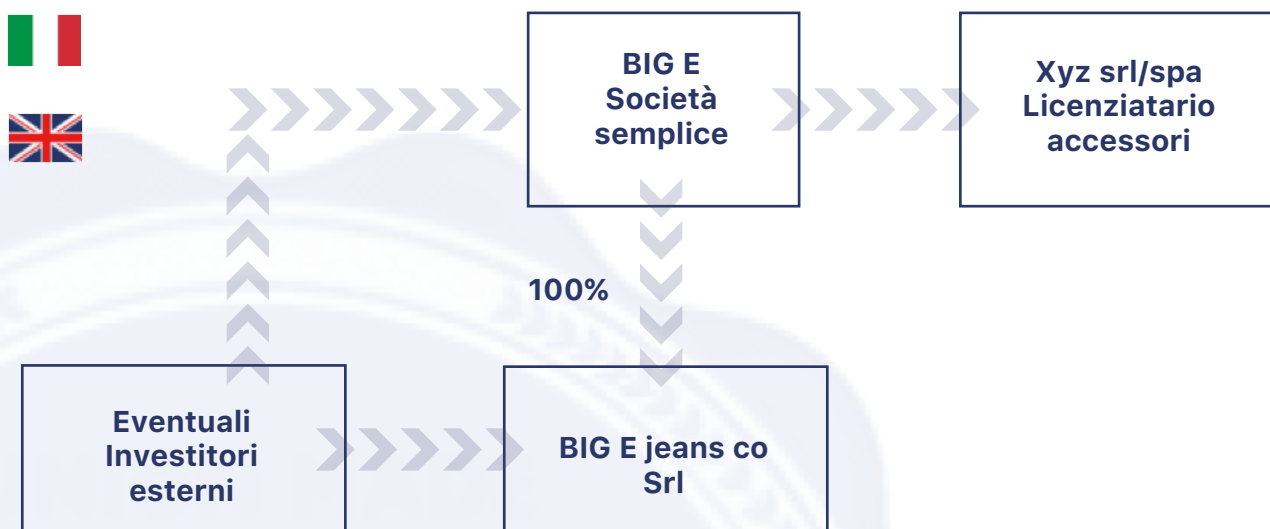 BIG E
Società
semplice
Xyz srl/spa
Licenziatario
accessori
100%
Eventuali
Investitori
esterni
BIG E jeans co
Srl